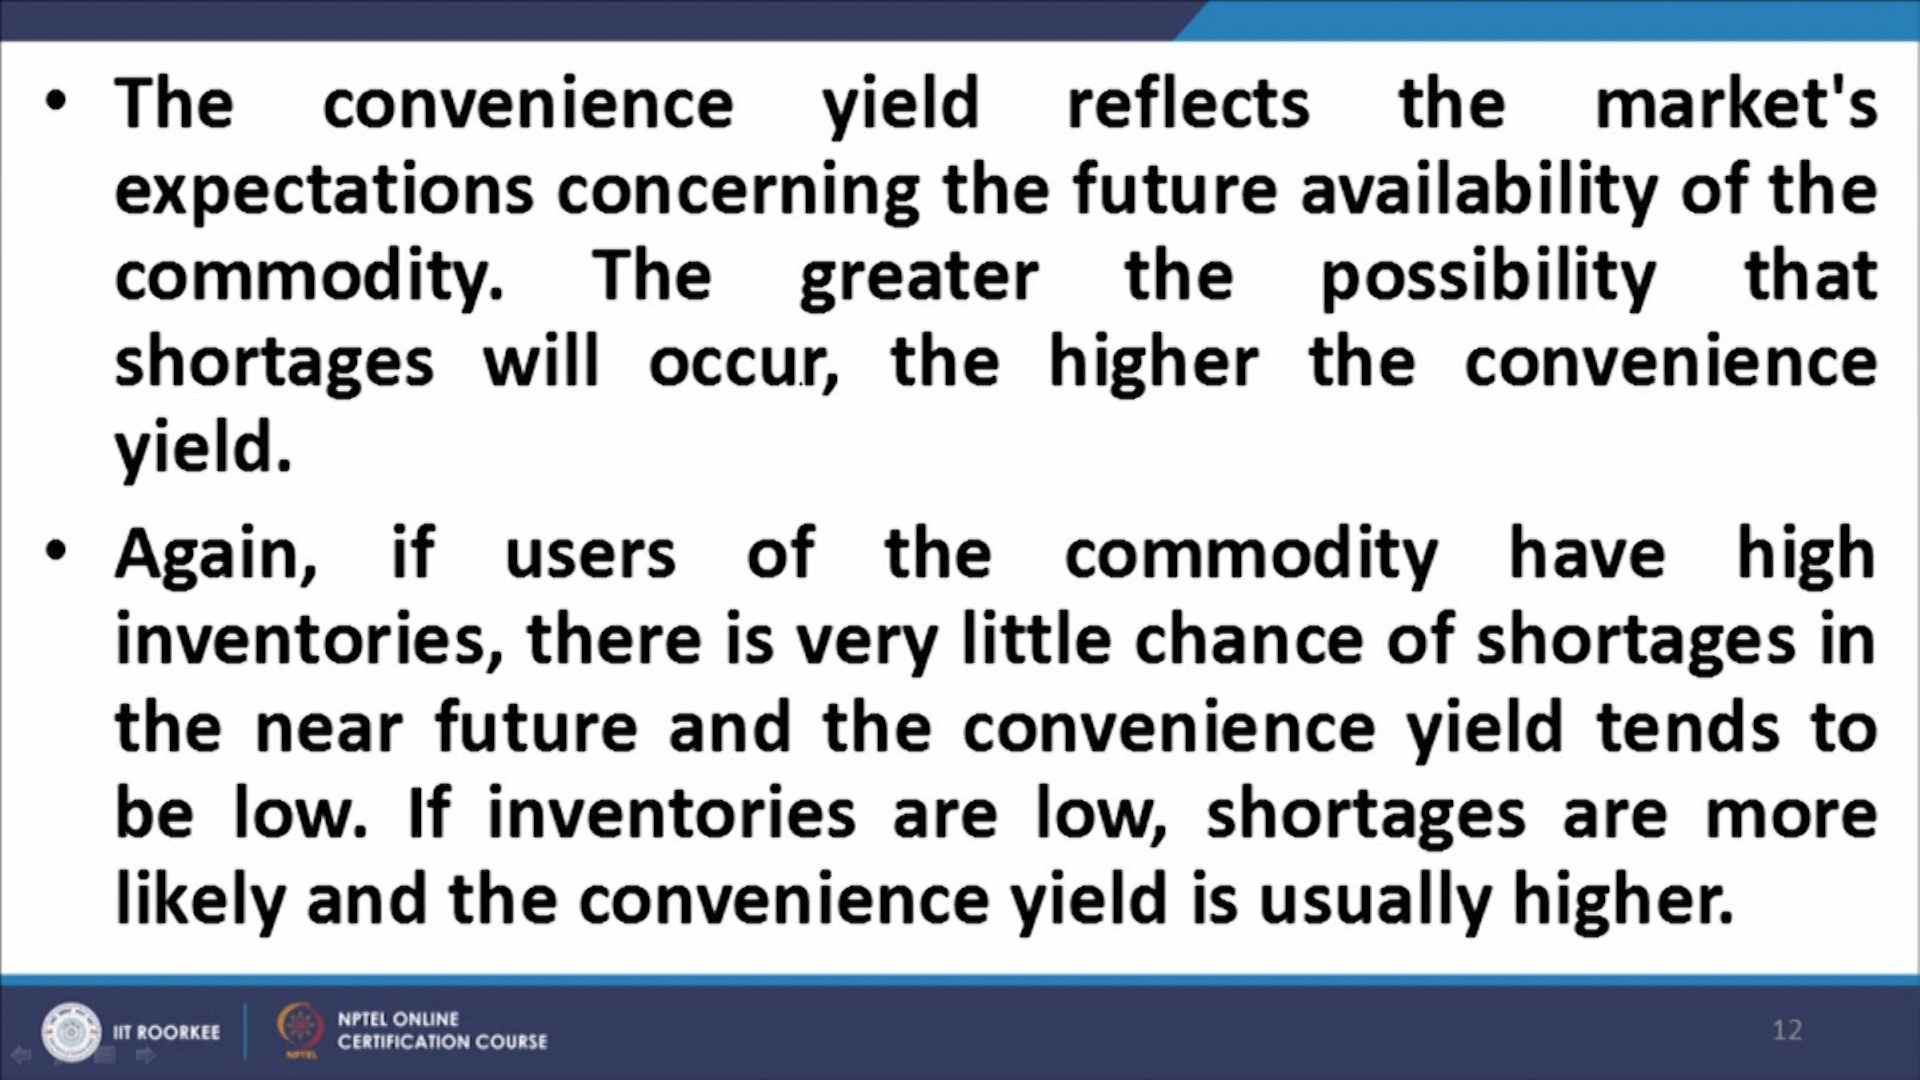 • The convenience yield reflects the market's
expectations concerning the future availability of the
commodity. The greater the possibility that
shortages will occur, the higher the convenience
yield.
• Again, if users of the commodity have high
inventories, there is very little chance of shortages in
the near future and the convenience yield tends to
be low. If inventories are low, shortages are more
likely and the convenience yield is usually higher.
IIT ROORKEE
NPTEL
NPTEL ONLINE
CERTIFICATION COURSE
12